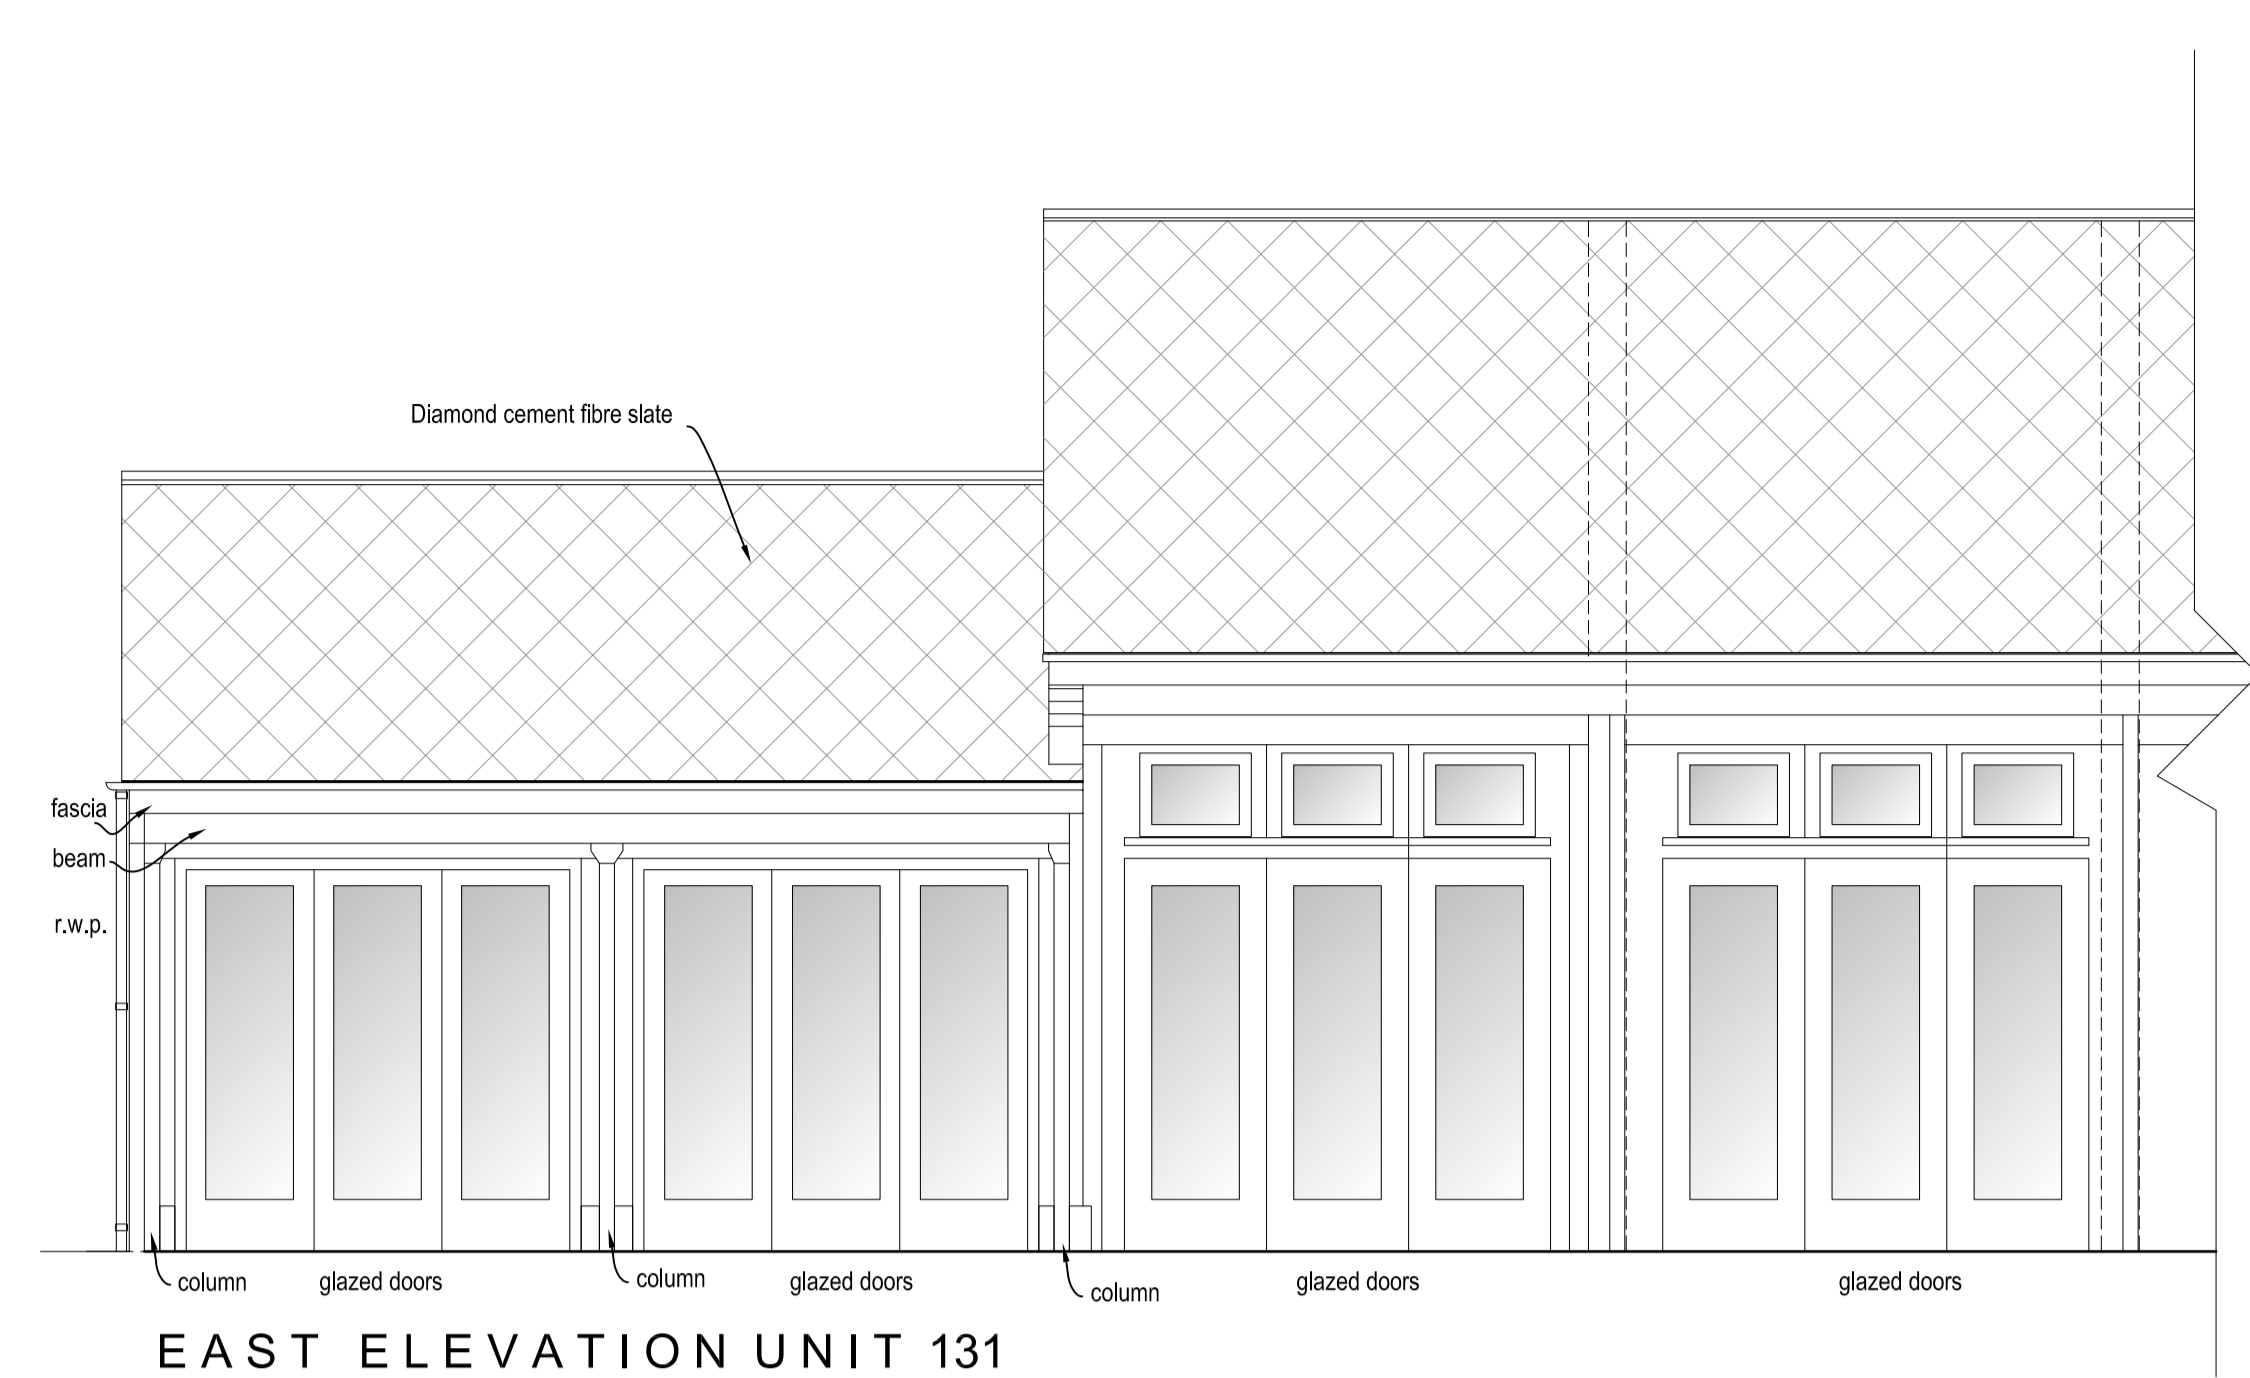 Diamond cement fibre slate
fascia
beam
r.w.p.
column
glazed doors
column
glazed doors
column
glazed doors
glazed doors
EAST ELEVATION UNIT 131